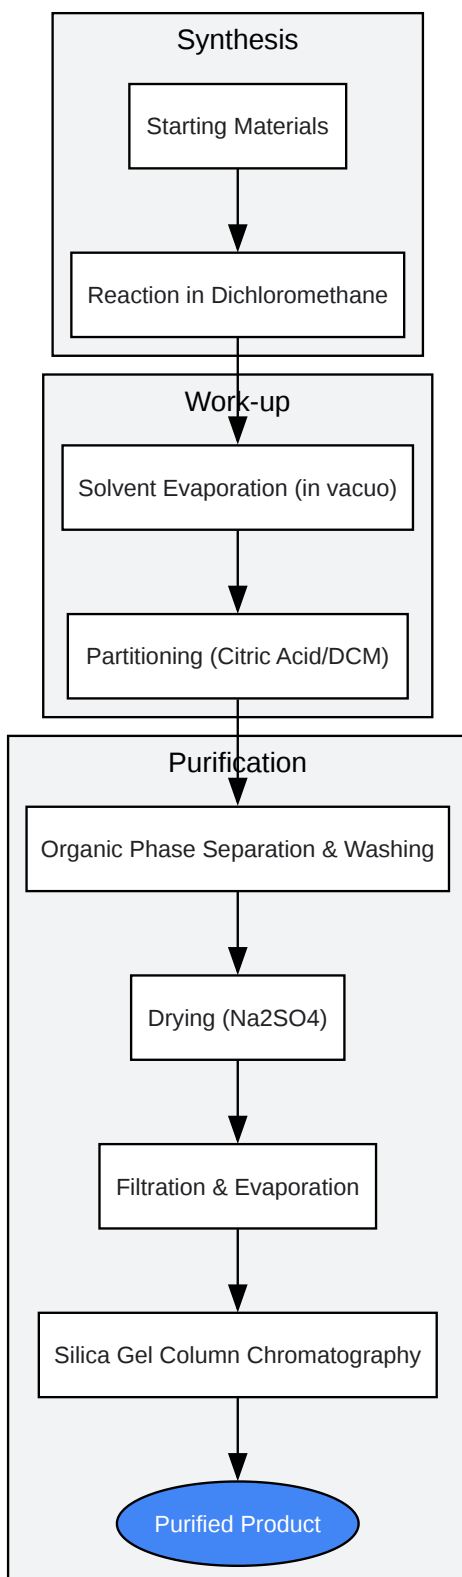 Synthesis
Starting Materials
Reaction in Dichloromethane
Work-up
Solvent Evaporation (in vacuo)
Partitioning (Citric Acid/DCM)
Purification
Organic Phase Separation & Washing
Drying (Na2SO4)
Filtration & Evaporation
Silica Gel Column Chromatography
Purified Product